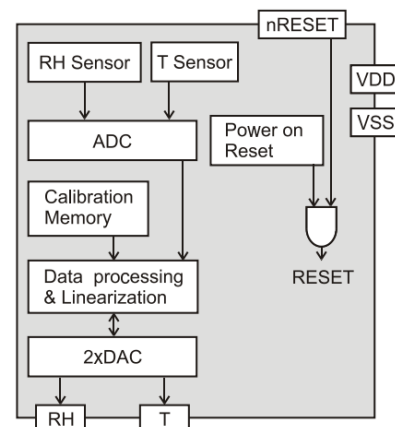 nRESET
RH Sensor
T Sensor
VDD
VSS
ADC
Power on
Reset
Calibration
Memory
Data processing
& Linearization
RESET
2xDAC
RH
T